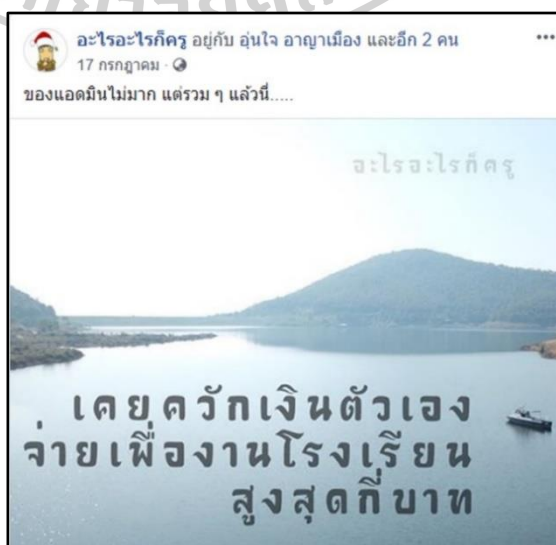 อะไรอะไรก็ครู อยู่กับ อุ่นใจ อาญาเมือง และอีก 2 คน
17 กรกฎาคม ·
ของแอดมินไม่มาก แต่รวม ๆ แล้วนี่.....
อะไรอะไรก็ครู
เคยควักเงินตัวเอง
จ่ายเพื่องานโรงเรียน
สูงสุดกี่บาท